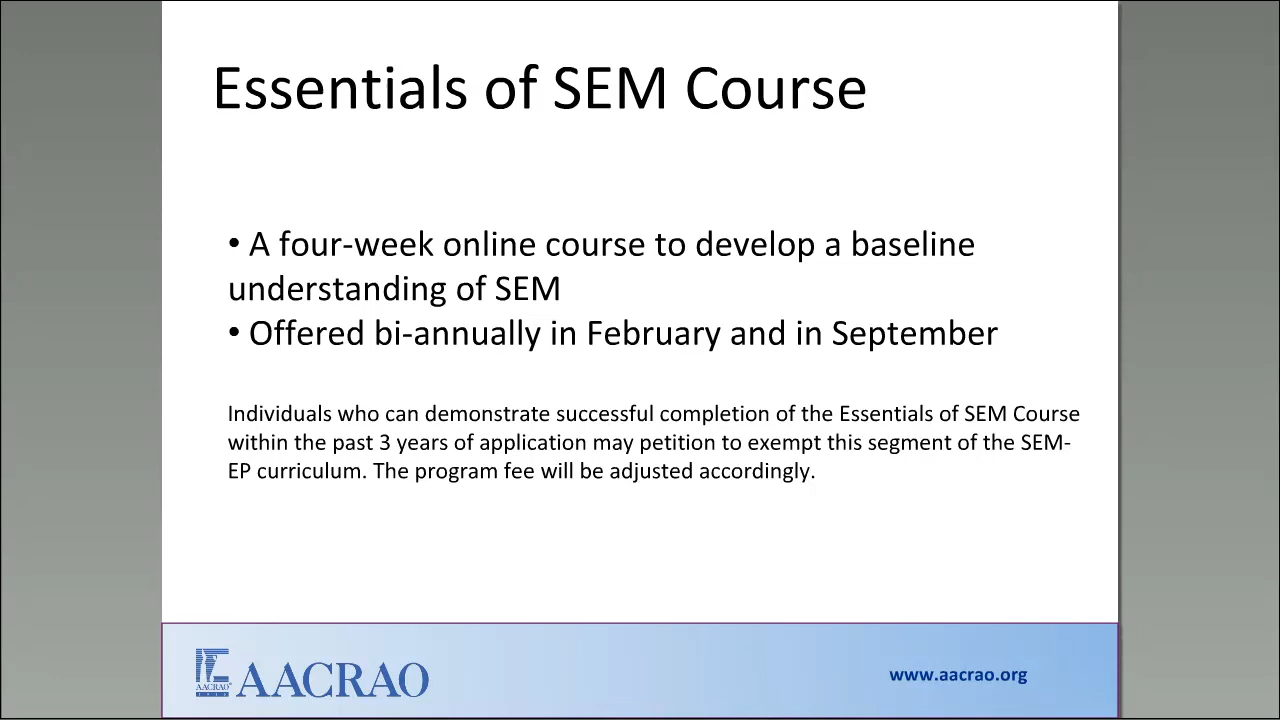 Essentials of SEM Course
• A four-week online course to develop a baseline
understanding of SEM
• Offered bi-annually in February and in September
Individuals who can demonstrate successful completion of the Essentials of SEM Course
within the past 3 years of application may petition to exempt this segment of the SEM-
EP curriculum. The program fee will be adjusted accordingly.
AACRAO
AACRAO
www.aacrao.org